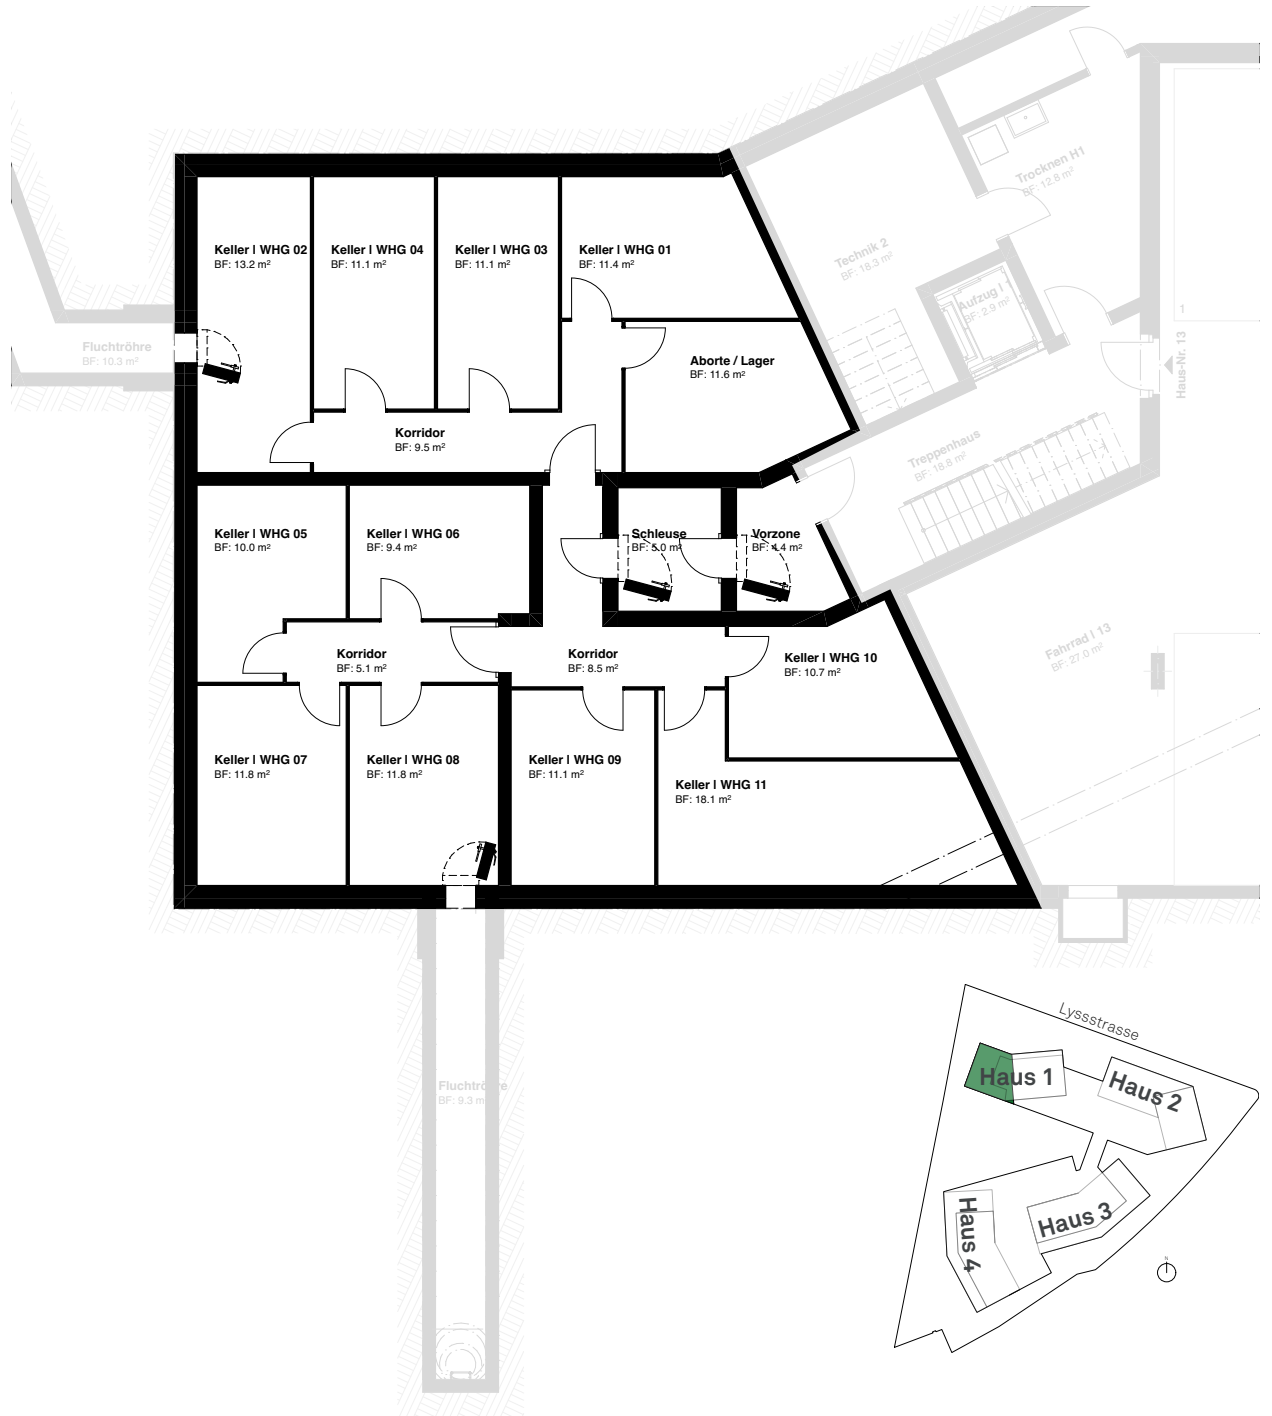 Trocknen H1
BF: 12.8 m²
Technik 2
BF: 18.3 m²
Keller I WHG 02
BF: 13.2 m²
Keller I WHG 04
BF: 11.1 m²
Keller I WHG 03
BF: 11.1 m²
Keller I WHG 01
BF: 11.4 m²
Aufzug I 1
BF: 2.9 m²
1
Haus-Nr. 13
Fluchtröhre
BF: 10.3 m²
Aborte / Lager
BF: 11.6 m²
Korridor
BF: 9.5 m²
Treppenhaus
BF: 18.8 m²
Keller I WHG 05
BF: 10.0 m²
Keller I WHG 06
BF: 9.4 m²
Schleuse
BF: 5.0 m²
Vorzone
BF: 4.4 m²
Korridor
BF: 5.1 m²
Korridor
BF: 8.5 m²
Keller I WHG 10
BF: 10.7 m²
Fahrrad I 13
BF: 27.0 m²
Keller I WHG 07
BF: 11.8 m²
Keller I WHG 08
BF: 11.8 m²
Keller I WHG 09
BF: 11.1 m²
Keller I WHG 11
BF: 18.1 m²
Fluchtröhre
BF: 9.3 m²
Lyssstrasse
Haus 1
Haus 2
Haus 3
Haus 4
N